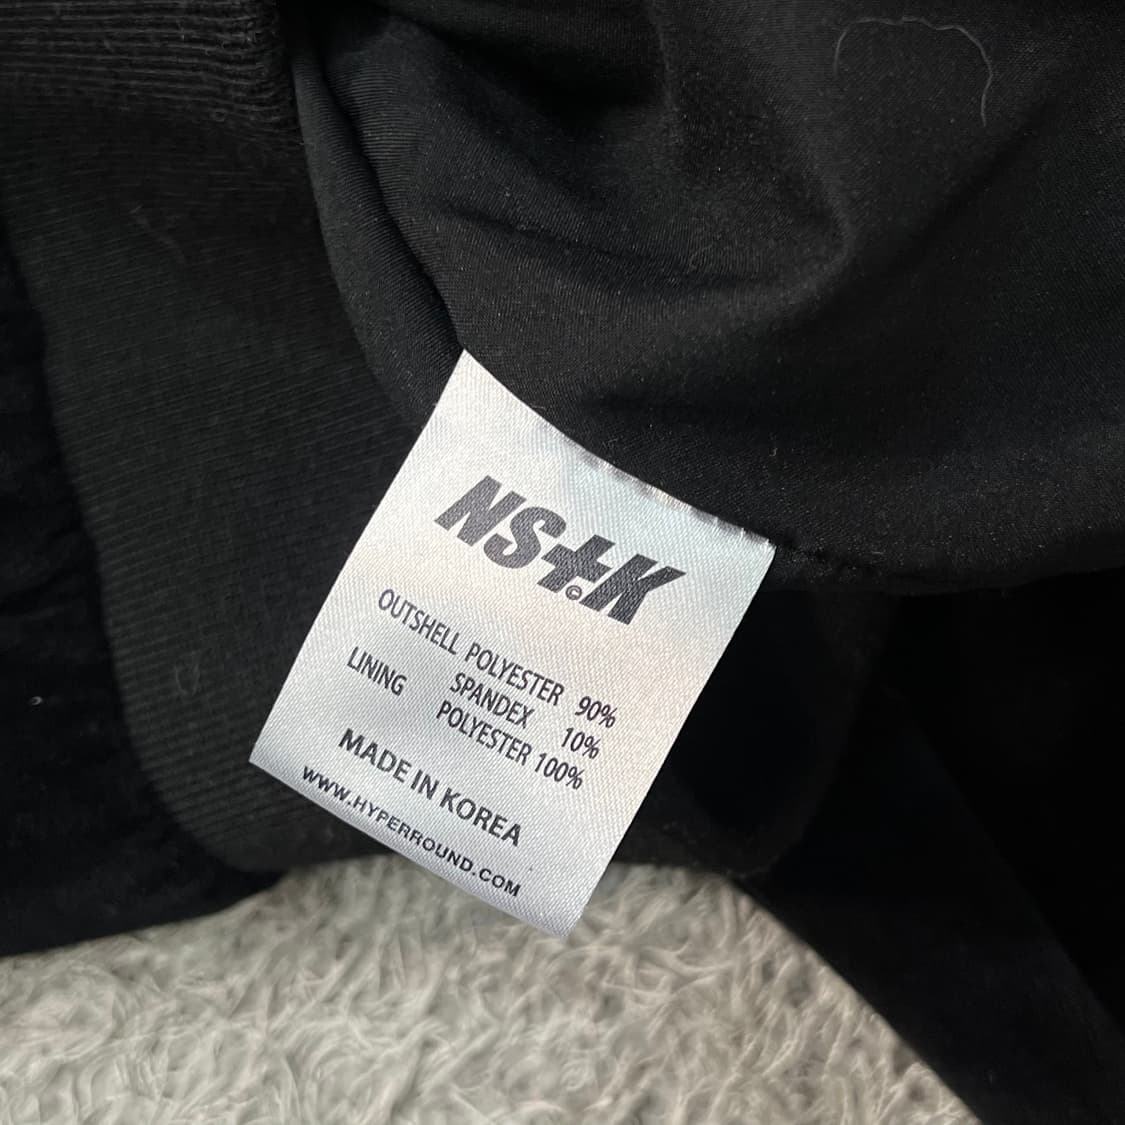 NS‡K
©
OUTSHELL POLYESTER 90%
SPANDEX 10%
LINING POLYESTER 100%
MADE IN KOREA
WWW.HYPERROUND.COM